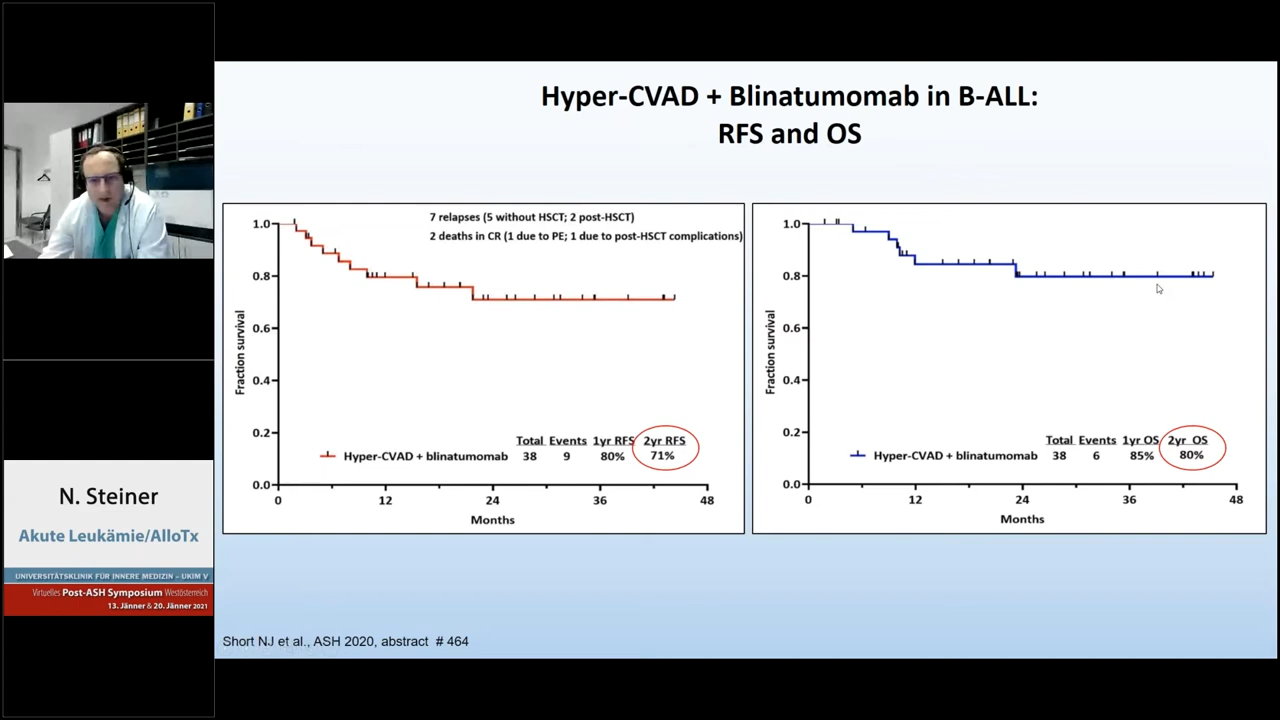 Hyper-CVAD + Blinatumomab in B-ALL:
RFS and OS
7 relapses (5 without HSCT; 2 post-HSCT)
2 deaths in CR (1 due to PE; 1 due to post-HSCT complications)
1.0
0.8
0.6
0.4
0.2
0.0
Fraction survival
Total Events 1yr RFS 2yr RFS
Hyper-CVAD + blinatumomab 38 9 80% 71%
0 12 24 36 48
Months
1.0
0.8
0.6
0.4
0.2
0.0
Fraction survival
Total Events 1yr OS 2yr OS
Hyper-CVAD + blinatumomab 38 6 85% 80%
0 12 24 36 48
Months
Short NJ et al., ASH 2020, abstract # 464
N. Steiner
Akute Leukämie/AlloTx
UNIVERSITÄTSKLINIK FÜR INNERE MEDIZIN – UKIM V
Virtuelles Post-ASH Symposium Westösterreich
13. Jänner & 20. Jänner 2021